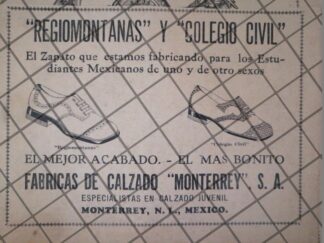 "REGIOMONTANAS" Y "COLEGIO CIVIL"
El Zapato que estamos fabricando para los Estu-
diantes Mexicanos de uno y de otro sexos
"Regiomontanas"
"Colegio Civil"
EL MEJOR ACABADO. - EL MAS BONITO
FABRICAS DE CALZADO "MONTERREY", S. A.
ESPECIALISTAS EN CALZADO JUVENIL
MONTERREY, N. L., MEXICO.